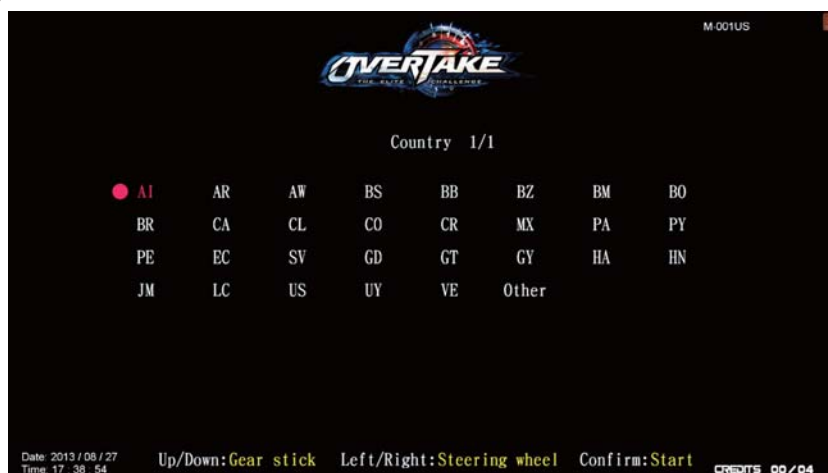 M-001US
OVERTAKE
THE ELITE CHALLENGE
Country 1/1
AI AR AW BS BB BZ BM BO
BR CA CL CO CR MX PA PY
PE EC SV GD GT GY HA HN
JM LC US UY VE Other
Date: 2013 / 08 / 27
Time: 17 : 38 : 54
Up/Down:Gear stick Left/Right:Steering wheel Confirm:Start
CREDITS 00/04